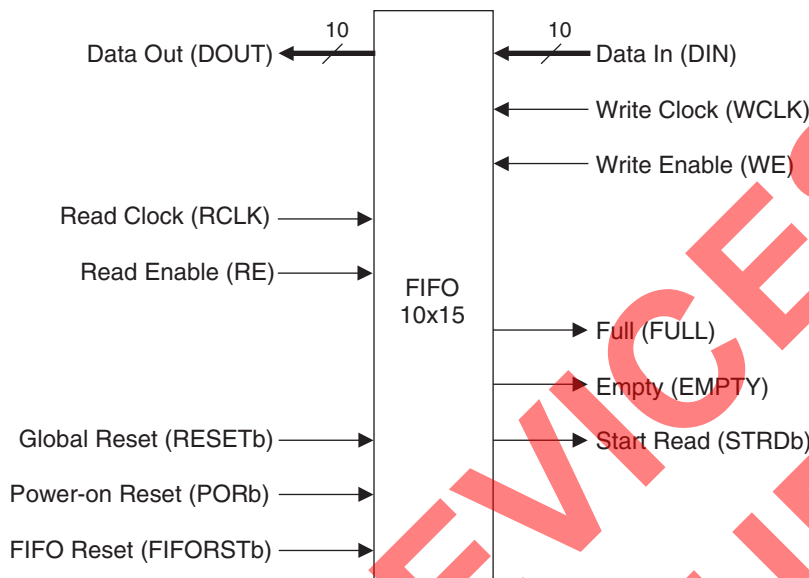 10
10
Data Out (DOUT)
Data In (DIN)
Write Clock (WCLK)
Write Enable (WE)
Read Clock (RCLK)
Read Enable (RE)
FIFO
10x15
Full (FULL)
Empty (EMPTY)
Global Reset (RESETb)
Start Read (STRDb)
Power-on Reset (PORb)
FIFO Reset (FIFORSTb)